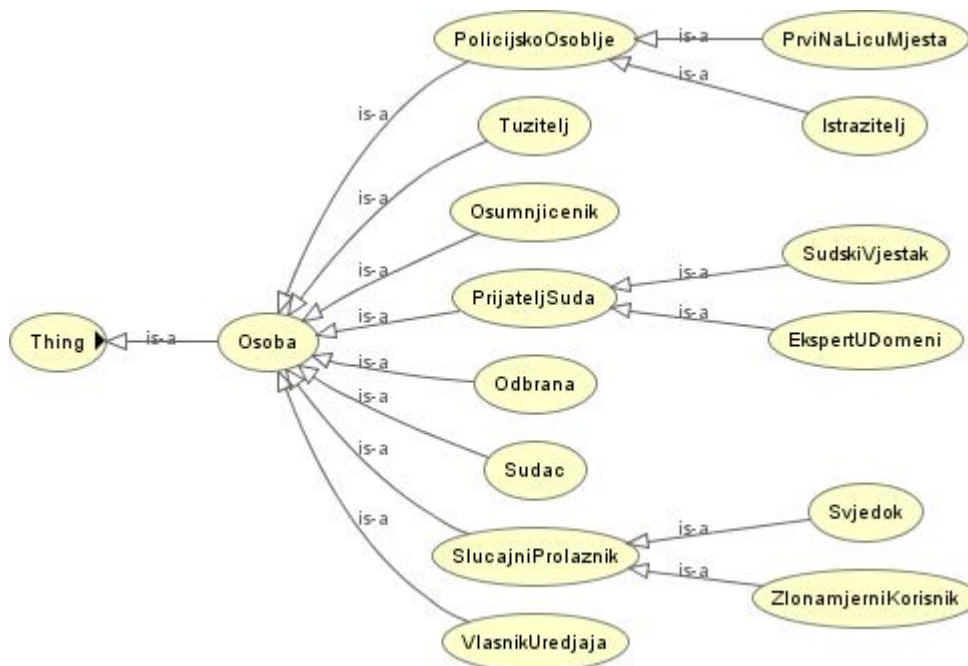 PolicijskoOsoblje
is-a
PrviNaLicuMjesta
is-a
is-a
Tuzitelj
Istrazitelj
is-a
Osumnjicenik
is-a
SudskiVjestak
is-a
PrijateljSuda
is-a
is-a
Thing
is-a
Osoba
EkspertUDomeni
is-a
Odbrana
is-a
Sudac
is-a
Svjedok
is-a
is-a
SlucajniProlaznik
is-a
ZlonamjerniKorisnik
VlasnikUredjaja